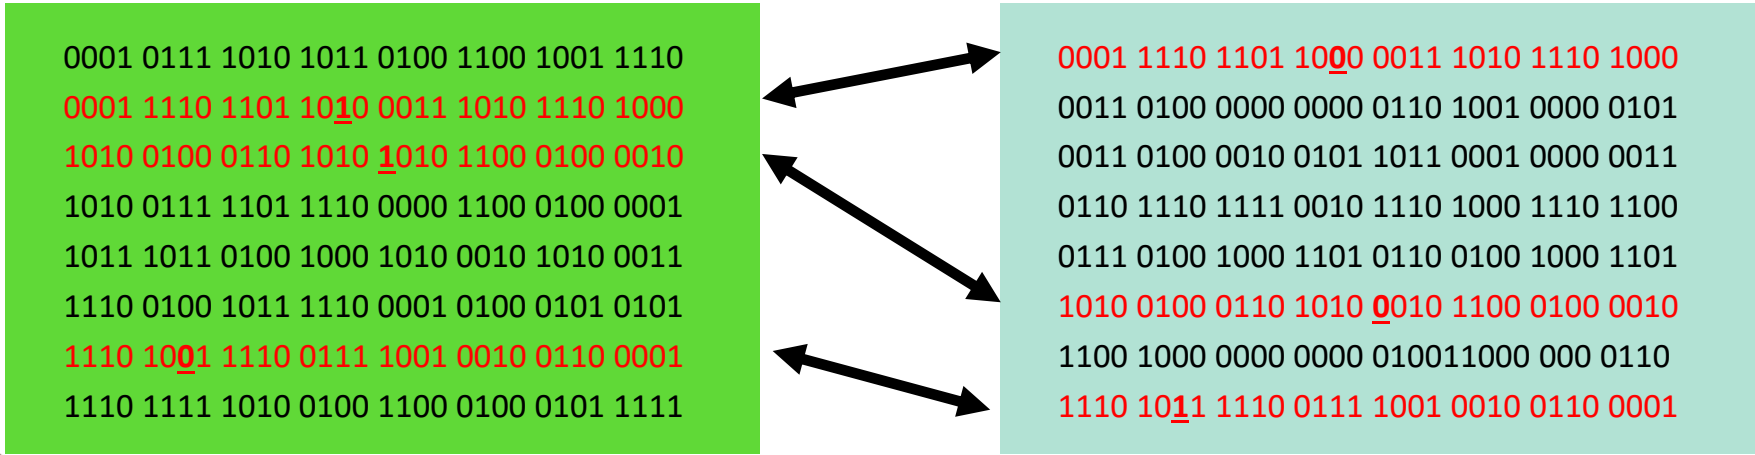 0001 0111 1010 1011 0100 1100 1001 1110
0001 1110 1101 1010 0011 1010 1110 1000
1010 0100 0110 1010 1010 1100 0100 0010
1010 0111 1101 1110 0000 1100 0100 0001
1011 1011 0100 1000 1010 0010 1010 0011
1110 0100 1011 1110 0001 0100 0101 0101
1110 1001 1110 0111 1001 0010 0110 0001
1110 1111 1010 0100 1100 0100 0101 1111
0001 1110 1101 1000 0011 1010 1110 1000
0011 0100 0000 0000 0110 1001 0000 0101
0011 0100 0010 0101 1011 0001 0000 0011
0110 1110 1111 0010 1110 1000 1110 1100
0111 0100 1000 1101 0110 0100 1000 1101
1010 0100 0110 1010 0010 1100 0100 0010
1100 1000 0000 0000 010011000 000 0110
1110 1011 1110 0111 1001 0010 0110 0001